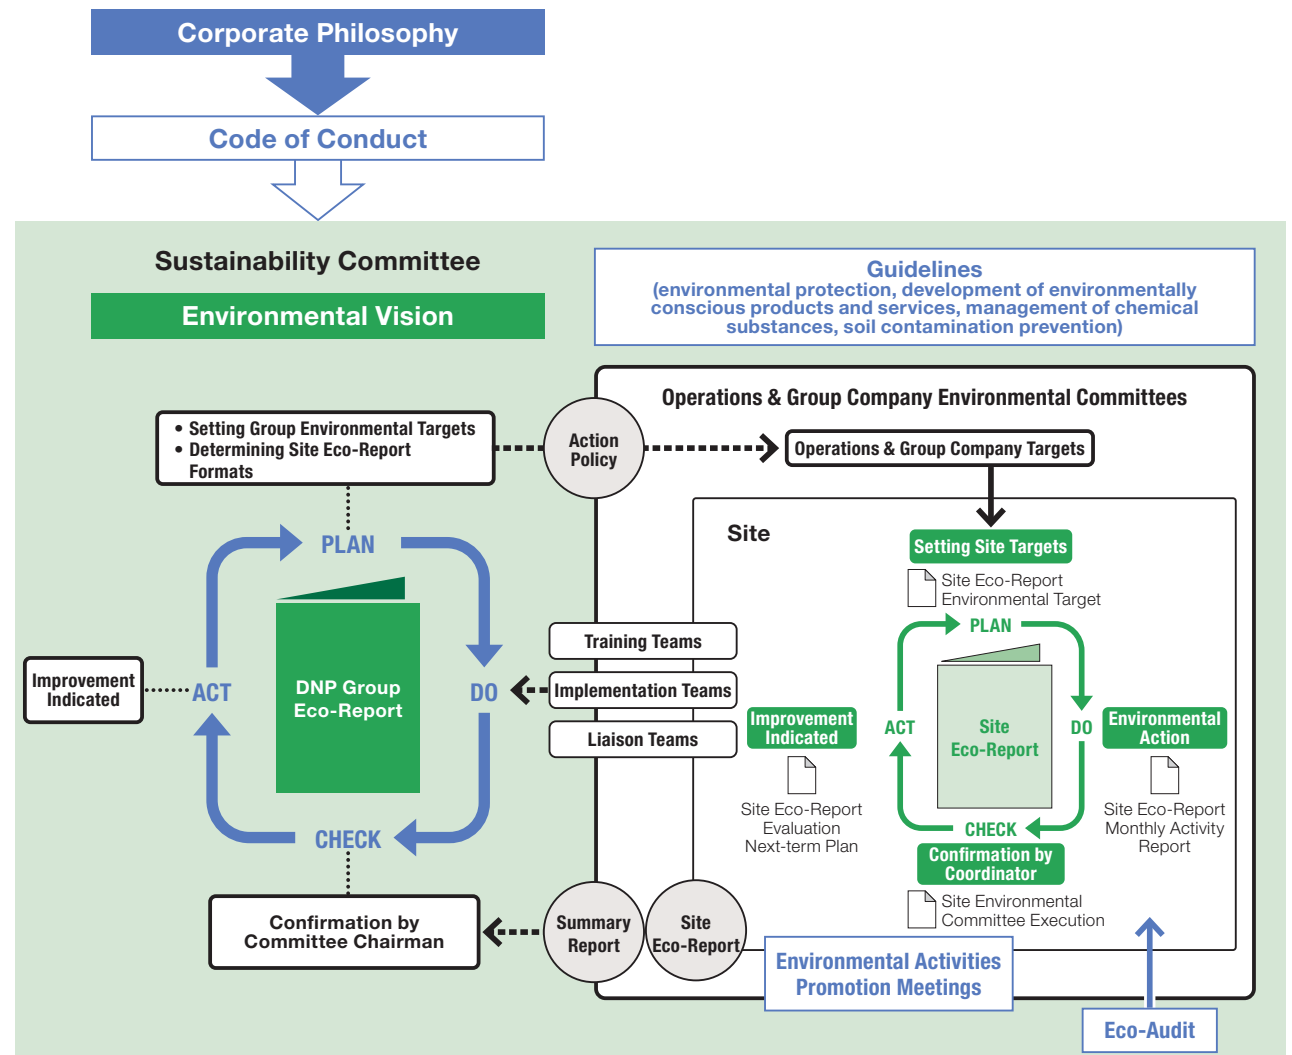 Corporate Philosophy
Code of Conduct
Sustainability Committee
Environmental Vision
Guidelines
(environmental protection, development of environmentally
conscious products and services, management of chemical
substances, soil contamination prevention)
Operations & Group Company Environmental Committees
• Setting Group Environmental Targets
• Determining Site Eco-Report
Formats
Action
Policy
Operations & Group Company Targets
Site
Setting Site Targets
Site Eco-Report
Environmental Target
PLAN
DO
CHECK
ACT
DNP Group
Eco-Report
Improvement
Indicated
Training Teams
Implementation Teams
Liaison Teams
PLAN
DO
CHECK
ACT
Site
Eco-Report
Improvement
Indicated
Site Eco-Report
Evaluation
Next-term Plan
Environmental
Action
Site Eco-Report
Monthly Activity
Report
Confirmation by
Coordinator
Site Environmental
Committee Execution
Confirmation by
Committee Chairman
Summary
Report
Site
Eco-Report
Environmental Activities
Promotion Meetings
Eco-Audit